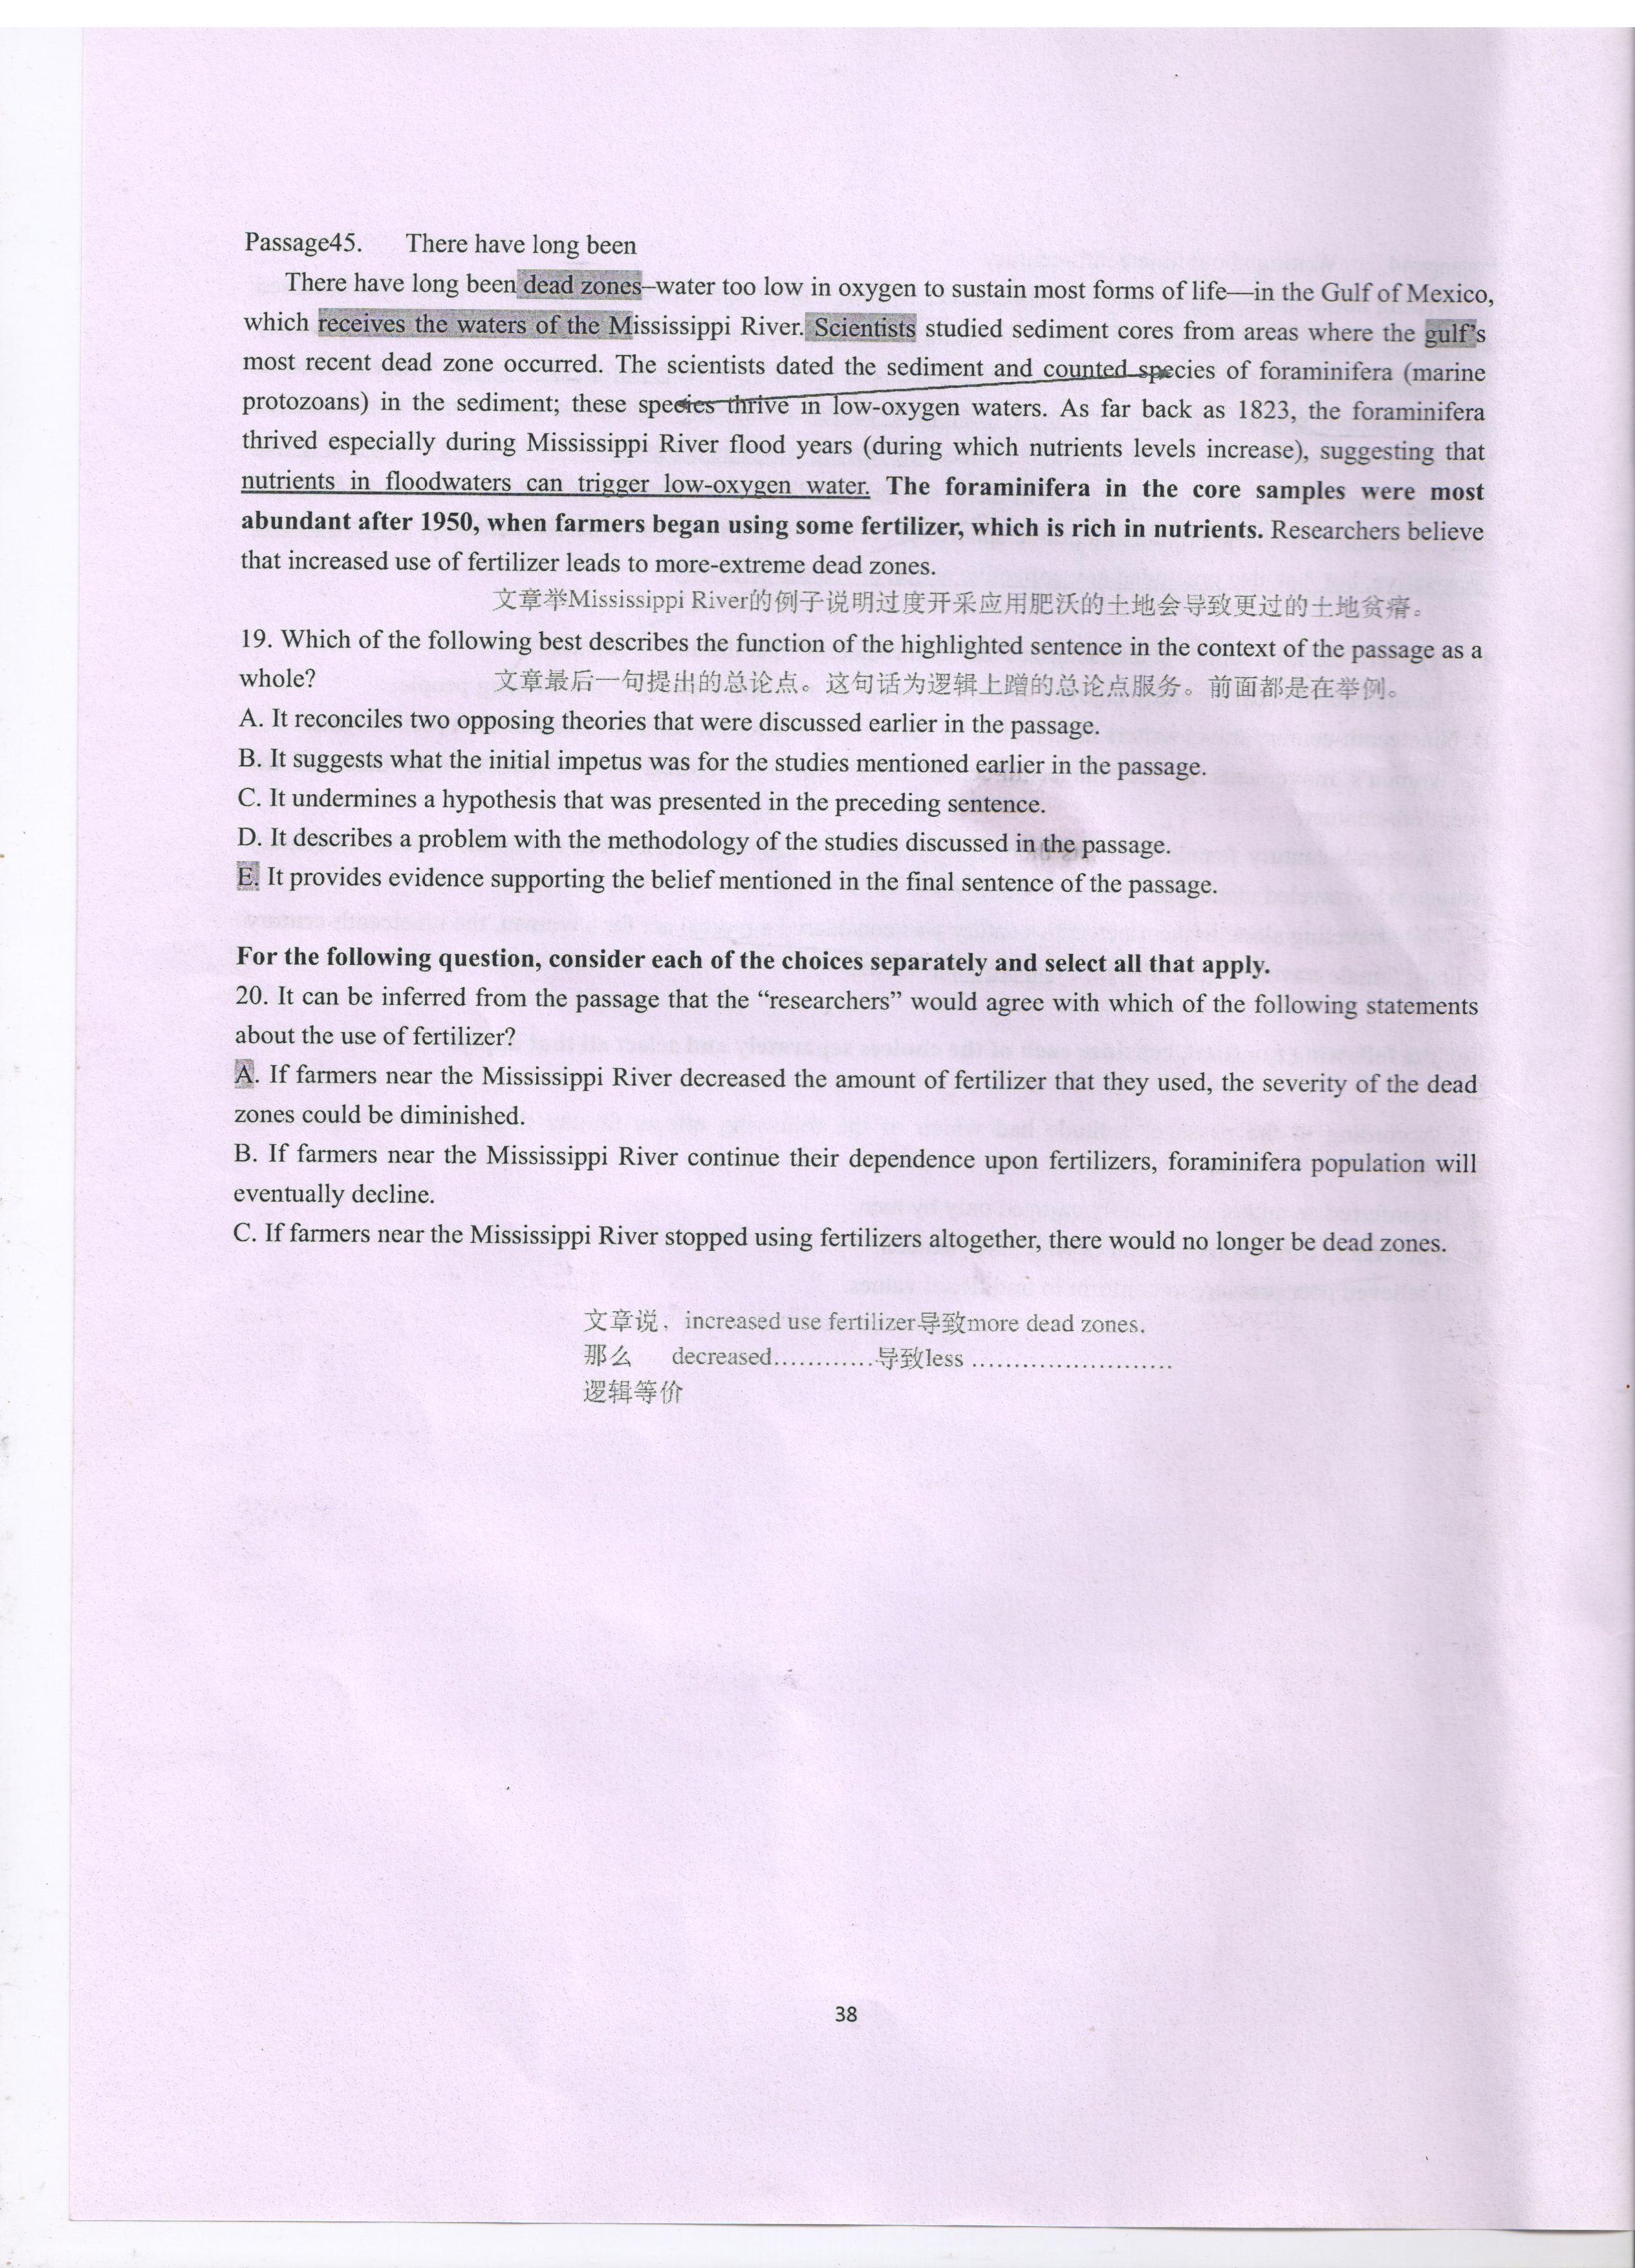 Passage45. There have long been
There have long been dead zones–water too low in oxygen to sustain most forms of life—in the Gulf of Mexico,
which receives the waters of the Mississippi River. Scientists studied sediment cores from areas where the gulf's
most recent dead zone occurred. The scientists dated the sediment and counted species of foraminifera (marine
protozoans) in the sediment; these species thrive in low-oxygen waters. As far back as 1823, the foraminifera
thrived especially during Mississippi River flood years (during which nutrients levels increase), suggesting that
nutrients in floodwaters can trigger low-oxygen water. The foraminifera in the core samples were most
abundant after 1950, when farmers began using some fertilizer, which is rich in nutrients. Researchers believe
that increased use of fertilizer leads to more-extreme dead zones.
文章举Mississippi River的例子说明过度开采应用肥沃的土地会导致更过的土地贫瘠。
19. Which of the following best describes the function of the highlighted sentence in the context of the passage as a
whole? 文章最后一句提出的总论点。这句话为逻辑上蹭的总论点服务。前面都是在举例。
A. It reconciles two opposing theories that were discussed earlier in the passage.
B. It suggests what the initial impetus was for the studies mentioned earlier in the passage.
C. It undermines a hypothesis that was presented in the preceding sentence.
D. It describes a problem with the methodology of the studies discussed in the passage.
E. It provides evidence supporting the belief mentioned in the final sentence of the passage.
For the following question, consider each of the choices separately and select all that apply.
20. It can be inferred from the passage that the “researchers” would agree with which of the following statements
about the use of fertilizer?
A. If farmers near the Mississippi River decreased the amount of fertilizer that they used, the severity of the dead
zones could be diminished.
B. If farmers near the Mississippi River continue their dependence upon fertilizers, foraminifera population will
eventually decline.
C. If farmers near the Mississippi River stopped using fertilizers altogether, there would no longer be dead zones.
文章说，increased use fertilizer导致more dead zones.
那么 decreased............导致less ........................
逻辑等价
38